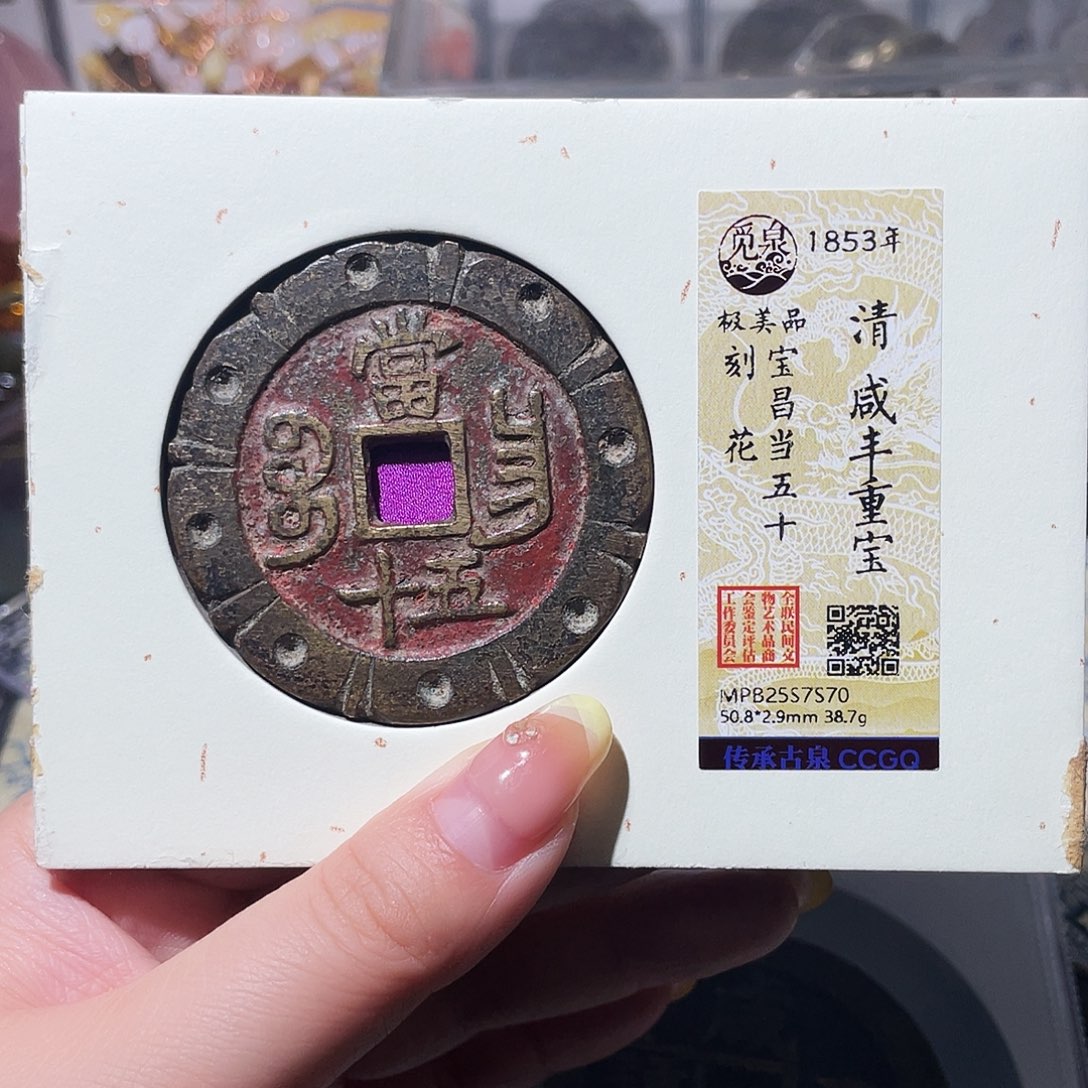 當
五十
觅泉
1853年
清 咸丰重宝
极美品
宝昌当五十
刻花
全联民间文
物艺术品商
会鉴定评估
工作委员会
MPB25S7S70
50.8*2.9mm 38.7g
传承古泉 CCGQ